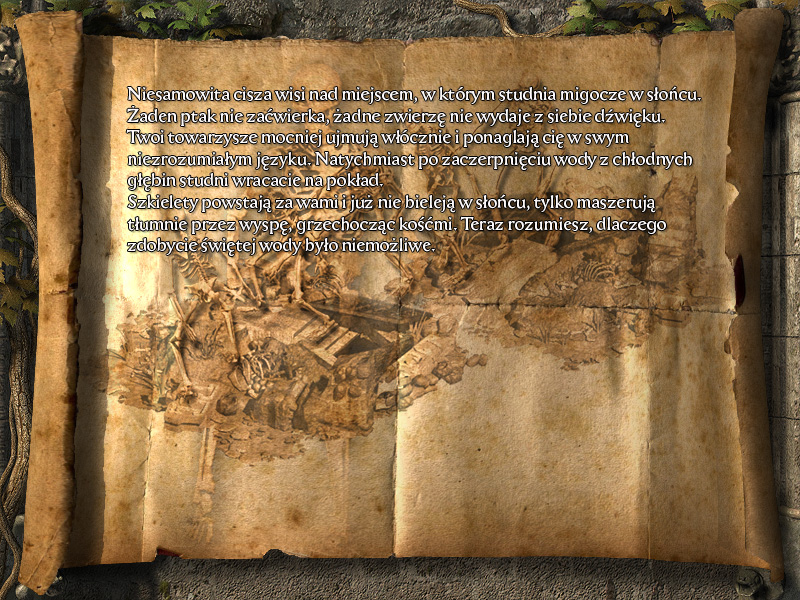 Niesamowita cisza wisi nad miejscem, w którym studnia migocze w słońcu.
Żaden ptak nie zaćwierka, żadne zwierzę nie wydaje z siebie dźwięku.
Twoi towarzysze mocniej ujmują włócznie i ponaglają cię w swym
niezrozumiałym języku. Natychmiast po zaczerpnięciu wody z chłodnych
głębin studni wracacie na pokład.
Szkielety powstają za wami i już nie bieleją w słońcu, tylko maszerują
tłumnie przez wyspę, grzechocząc kośćmi. Teraz rozumiesz, dlaczego
zdobycie świętej wody było niemożliwe.